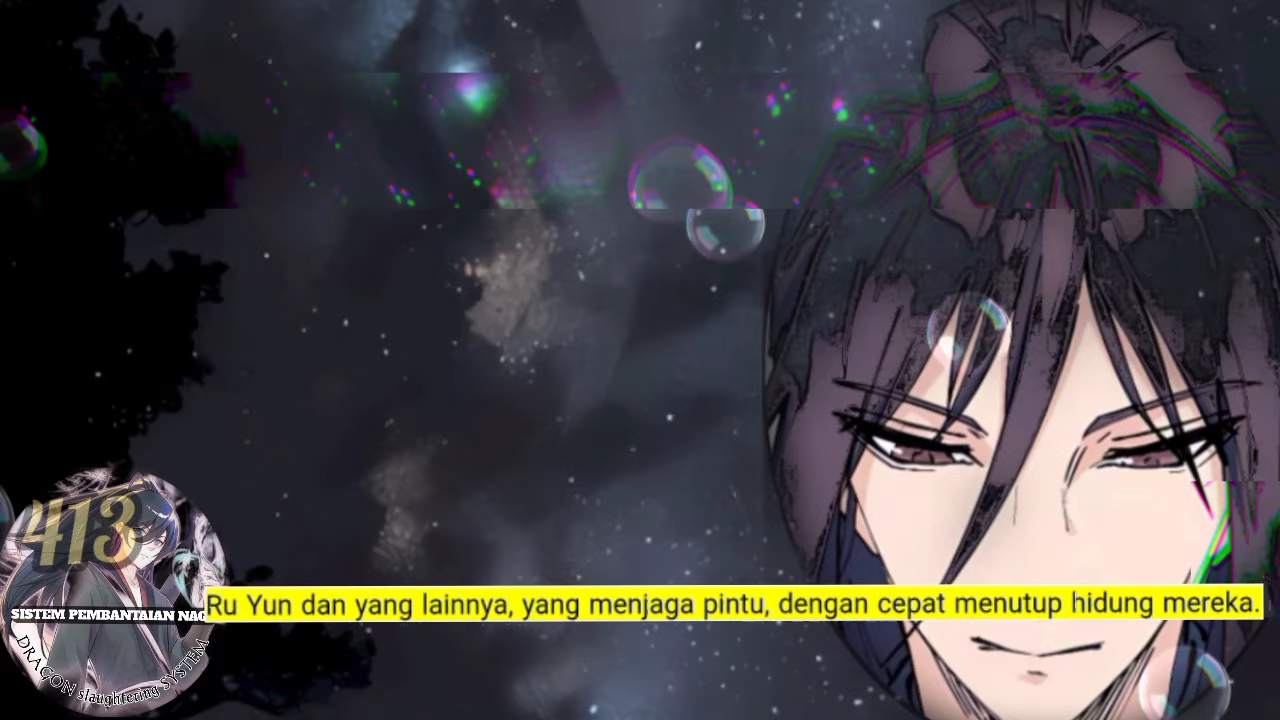 413
SISTEM PEMBANTAIAN NAG
DRAGON slaughtering SYSTEM
Ru Yun dan yang lainnya, yang menjaga pintu, dengan cepat menutup hidung mereka.